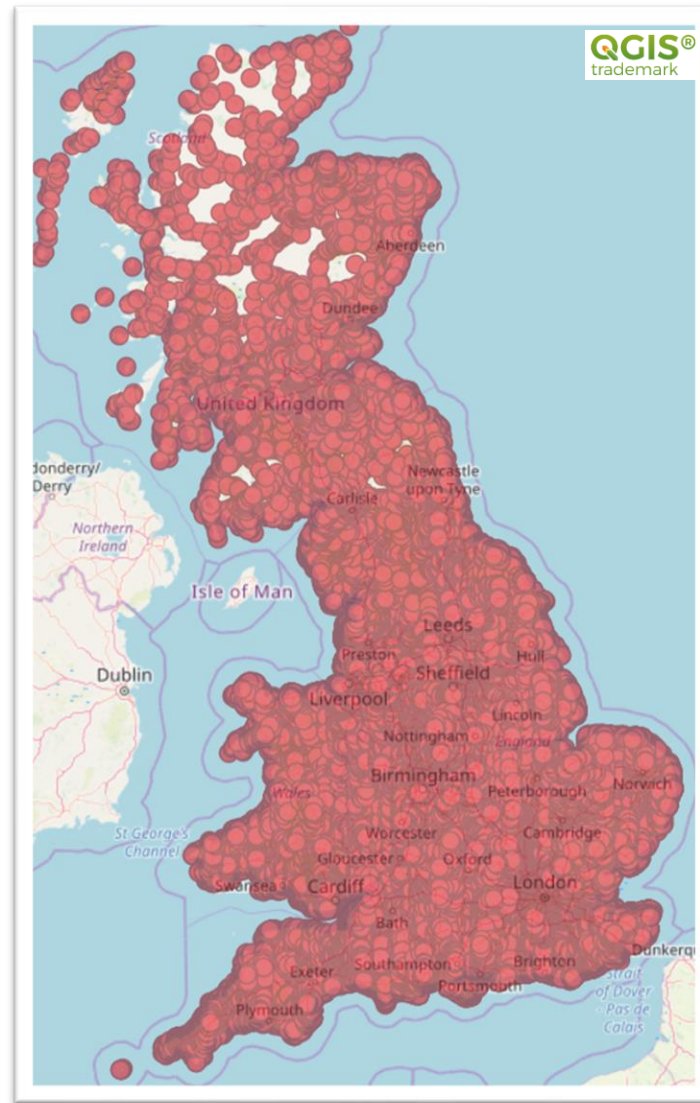 QGIS®
trademark
Scotland
Aberdeen
Dundee
United Kingdom
donderry/
Derry
Newcastle
upon Tyne
Carlisle
Northern
Ireland
Isle of Man
Leeds
Preston
Hull
Dublin
Sheffield
Liverpool
Lincoln
Nottingham
England
Birmingham
Peterborough
Norwich
Wales
St George's
Channel
Worcester
Cambridge
Gloucester
Oxford
Swansea
Cardiff
London
Bath
Dunkerqu
Southampton
Brighton
Exeter
Portsmouth
Strait
of Dover
- Pas de
Calais
Plymouth